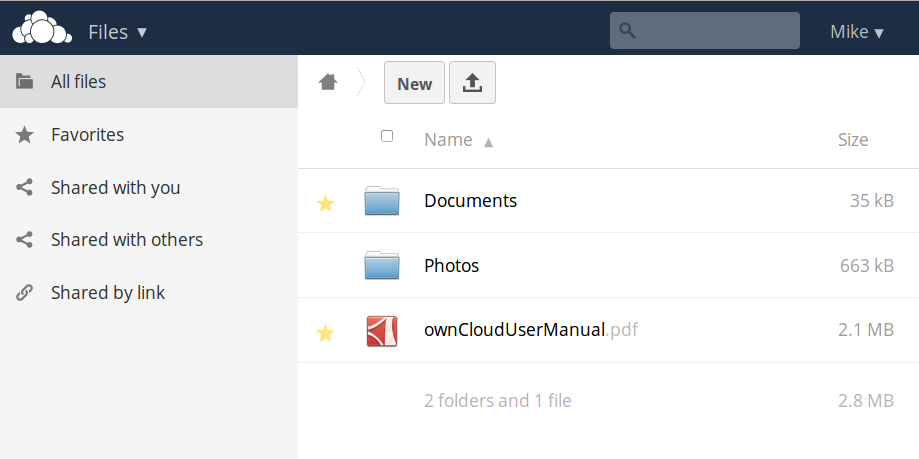 Files ▾
Mike ▾
All files
Favorites
Shared with you
Shared with others
Shared by link
New
Name ▴ Size
Documents 35 kB
Photos 663 kB
ownCloudUserManual.pdf 2.1 MB
2 folders and 1 file 2.8 MB